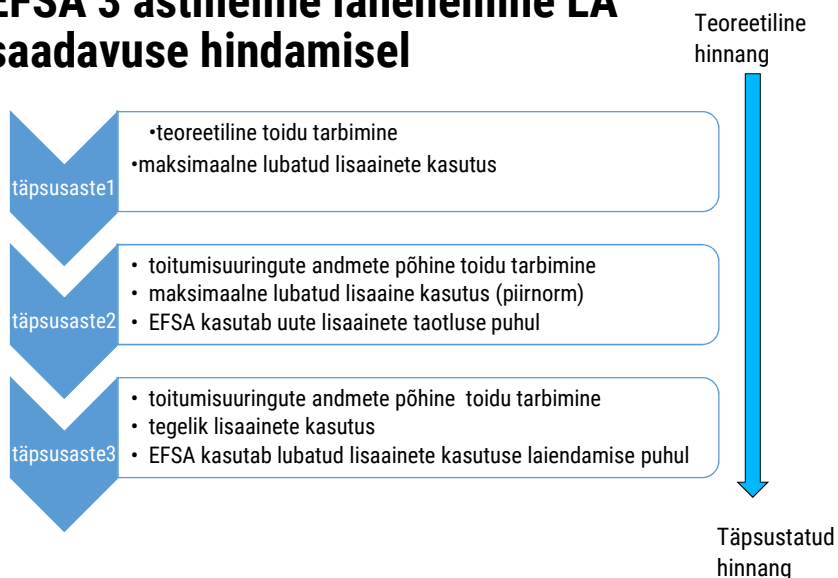 EFSA 3 astmeline lähenemine LA
saadavuse hindamisel
Teoreetiline
hinnang
täpsusaste1
•teoreetiline toidu tarbimine
•maksimaalne lubatud lisaainete kasutus
täpsusaste2
• toitumisuuringute andmete põhine toidu tarbimine
• maksimaalne lubatud lisaaine kasutus (piirnorm)
• EFSA kasutab uute lisaainete taotluse puhul
täpsusaste3
• toitumisuuringute andmete põhine toidu tarbimine
• tegelik lisaainete kasutus
• EFSA kasutab lubatud lisaainete kasutuse laiendamise puhul
Täpsustatud
hinnang